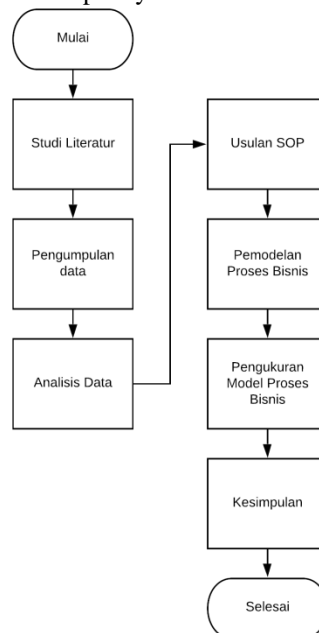 Mulai
Studi Literatur
Pengumpulan
data
Analisis Data
Usulan SOP
Pemodelan
Proses Bisnis
Pengukuran
Model Proses
Bisnis
Kesimpulan
Selesai